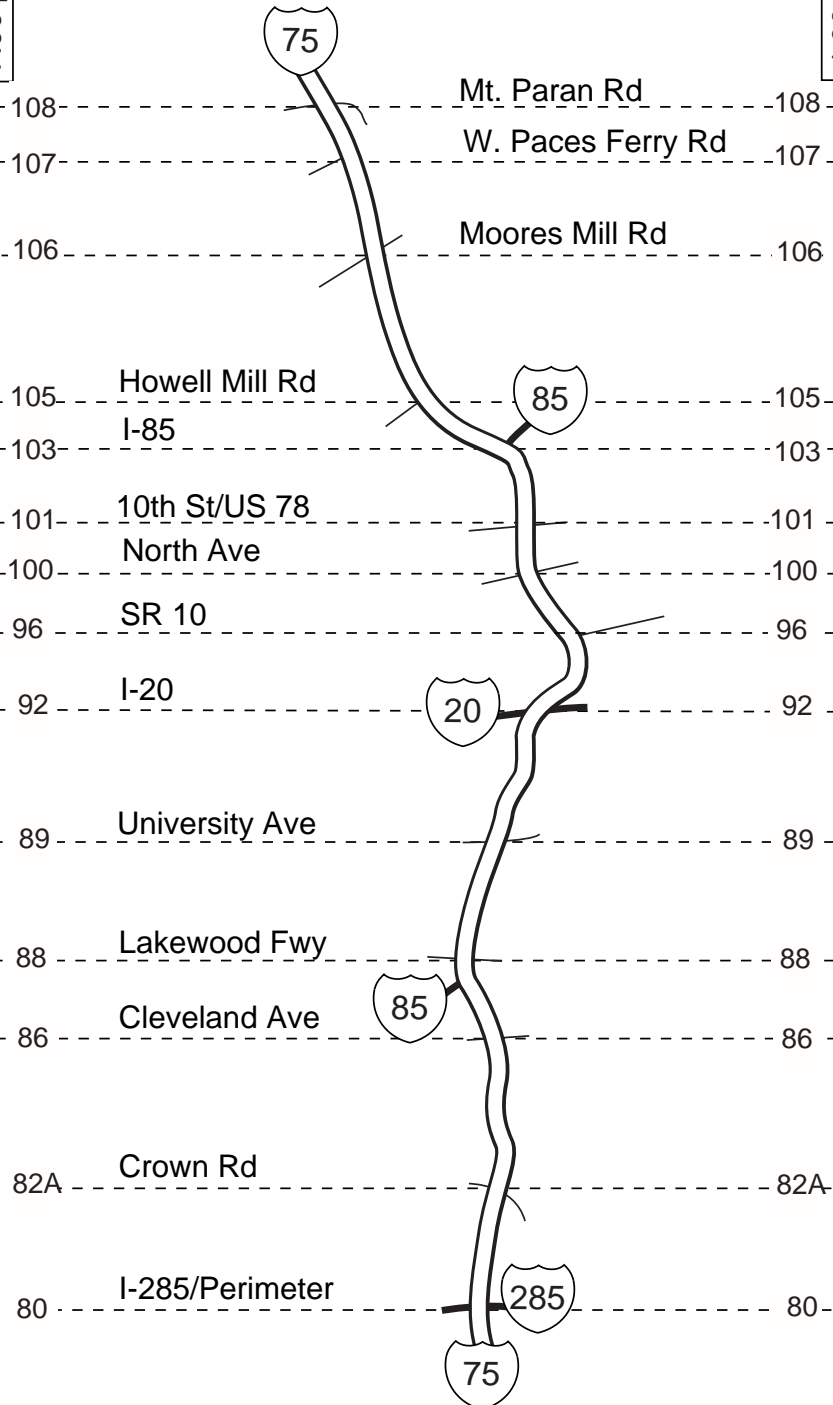 75
108 Mt. Paran Rd 108
107 W. Paces Ferry Rd 107
106 Moores Mill Rd 106
105 Howell Mill Rd 85 105
103 I-85 103
101 10th St/US 78 101
100 North Ave 100
96 SR 10 96
92 I-20 20 92
89 University Ave 89
88 Lakewood Fwy 88
85
86 Cleveland Ave 86
82A Crown Rd 82A
80 I-285/Perimeter 285 80
75